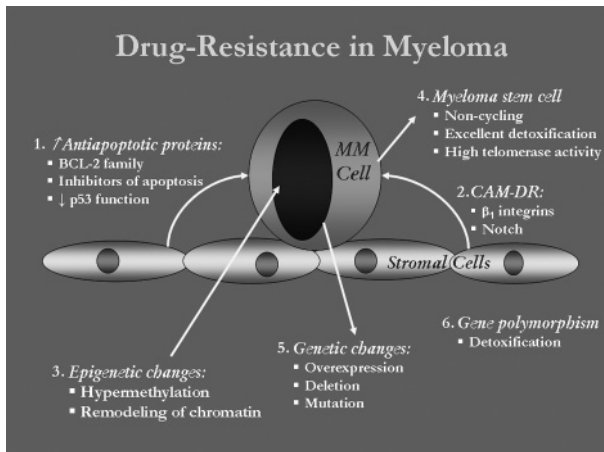 Drug-Resistance in Myeloma
1. ↑Antiapoptotic proteins:
▪ BCL-2 family
▪ Inhibitors of apoptosis
▪ ↓ p53 function
MM
Cell
4. Myeloma stem cell
▪ Non-cycling
▪ Excellent detoxification
▪ High telomerase activity
2. CAM-DR:
▪ β₁ integrins
▪ Notch
Stromal Cells
3. Epigenetic changes:
▪ Hypermethylation
▪ Remodeling of chromatin
5. Genetic changes:
▪ Overexpression
▪ Deletion
▪ Mutation
6. Gene polymorphism
▪ Detoxification